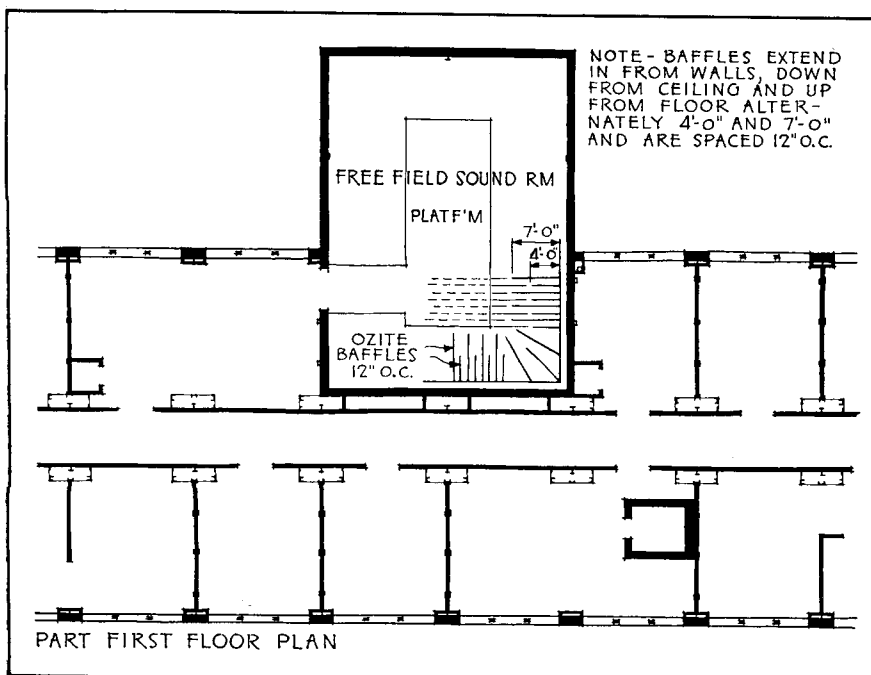 NOTE - BAFFLES EXTEND
IN FROM WALLS, DOWN
FROM CEILING AND UP
FROM FLOOR ALTER-
NATELY 4'-0" AND 7'-0"
AND ARE SPACED 12" O.C.
FREE FIELD SOUND RM
PLATF'M
7'-0"
4'-0"
OZITE
BAFFLES
12" O.C.
PART FIRST FLOOR PLAN